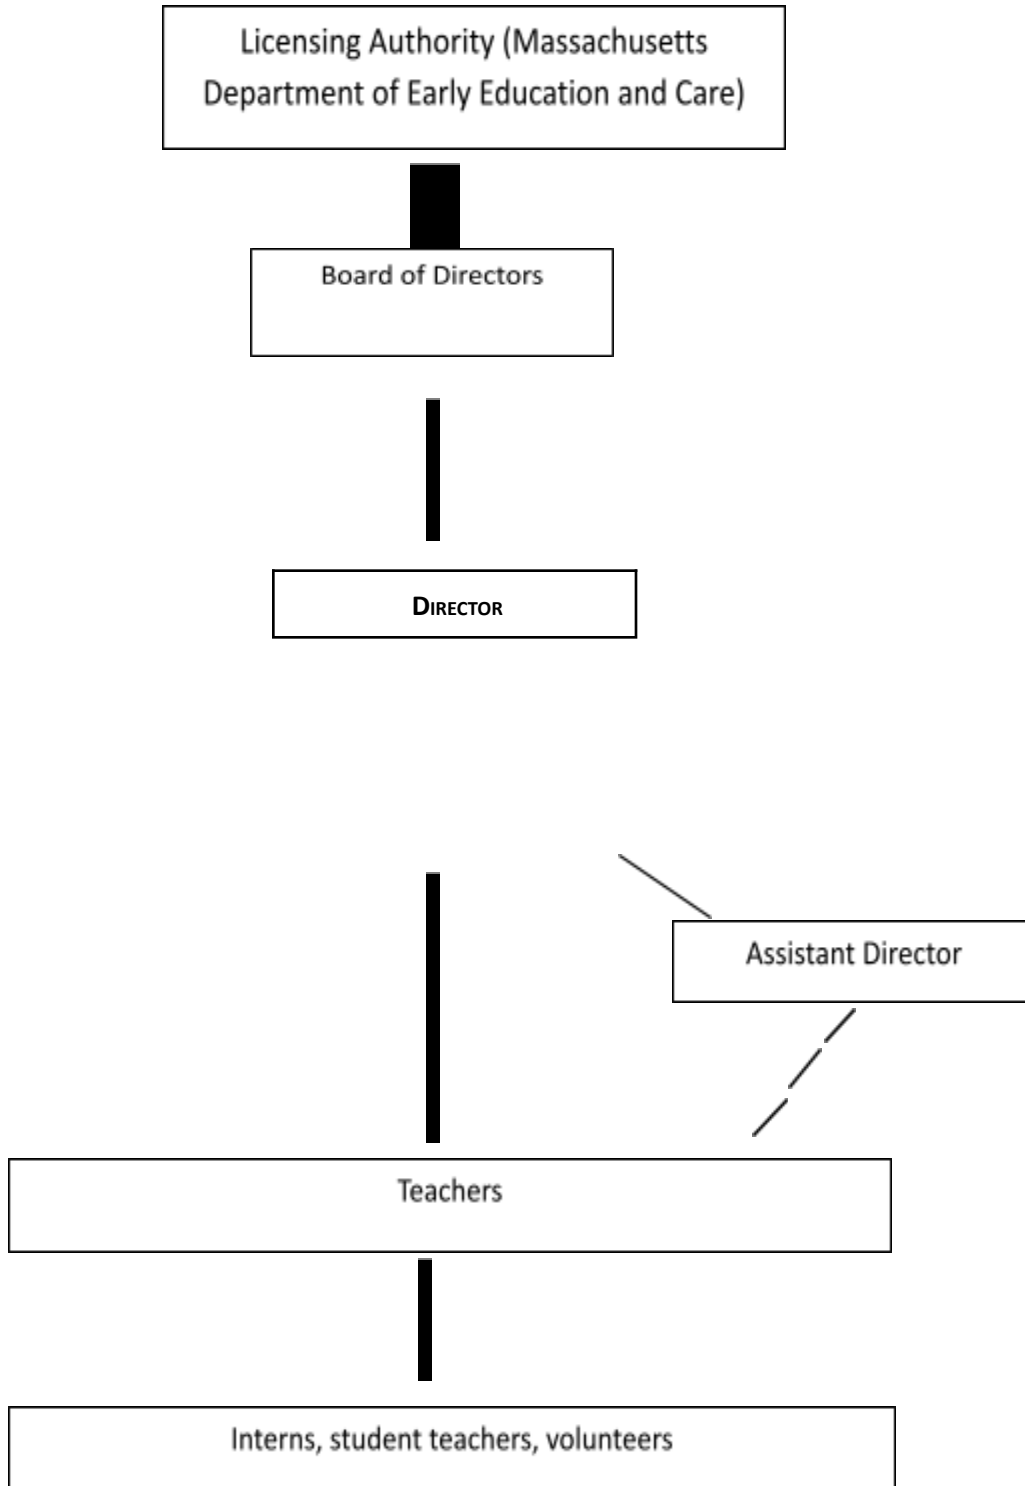 Licensing Authority (Massachusetts
Department of Early Education and Care)
Board of Directors
DIRECTOR
Assistant Director
Teachers
Interns, student teachers, volunteers